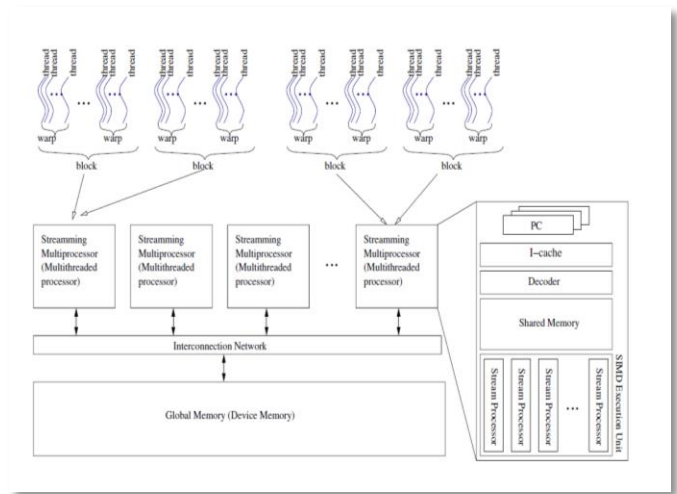 thread thread thread thread thread thread thread thread thread thread thread thread
thread thread thread thread thread thread thread thread thread thread thread thread
... ... ... ...
warp warp warp warp warp warp warp warp
block block block block
Streamming
Multiprocessor
(Multithreaded
processor)
Streamming
Multiprocessor
(Multithreaded
processor)
Streamming
Multiprocessor
(Multithreaded
processor)
...
Streamming
Multiprocessor
(Multithreaded
processor)
Interconnection Network
Global Memory (Device Memory)
PC
I-cache
Decoder
Shared Memory
Stream Processor
Stream Processor
Stream Processor
...
Stream Processor
SIMD Execution Unit